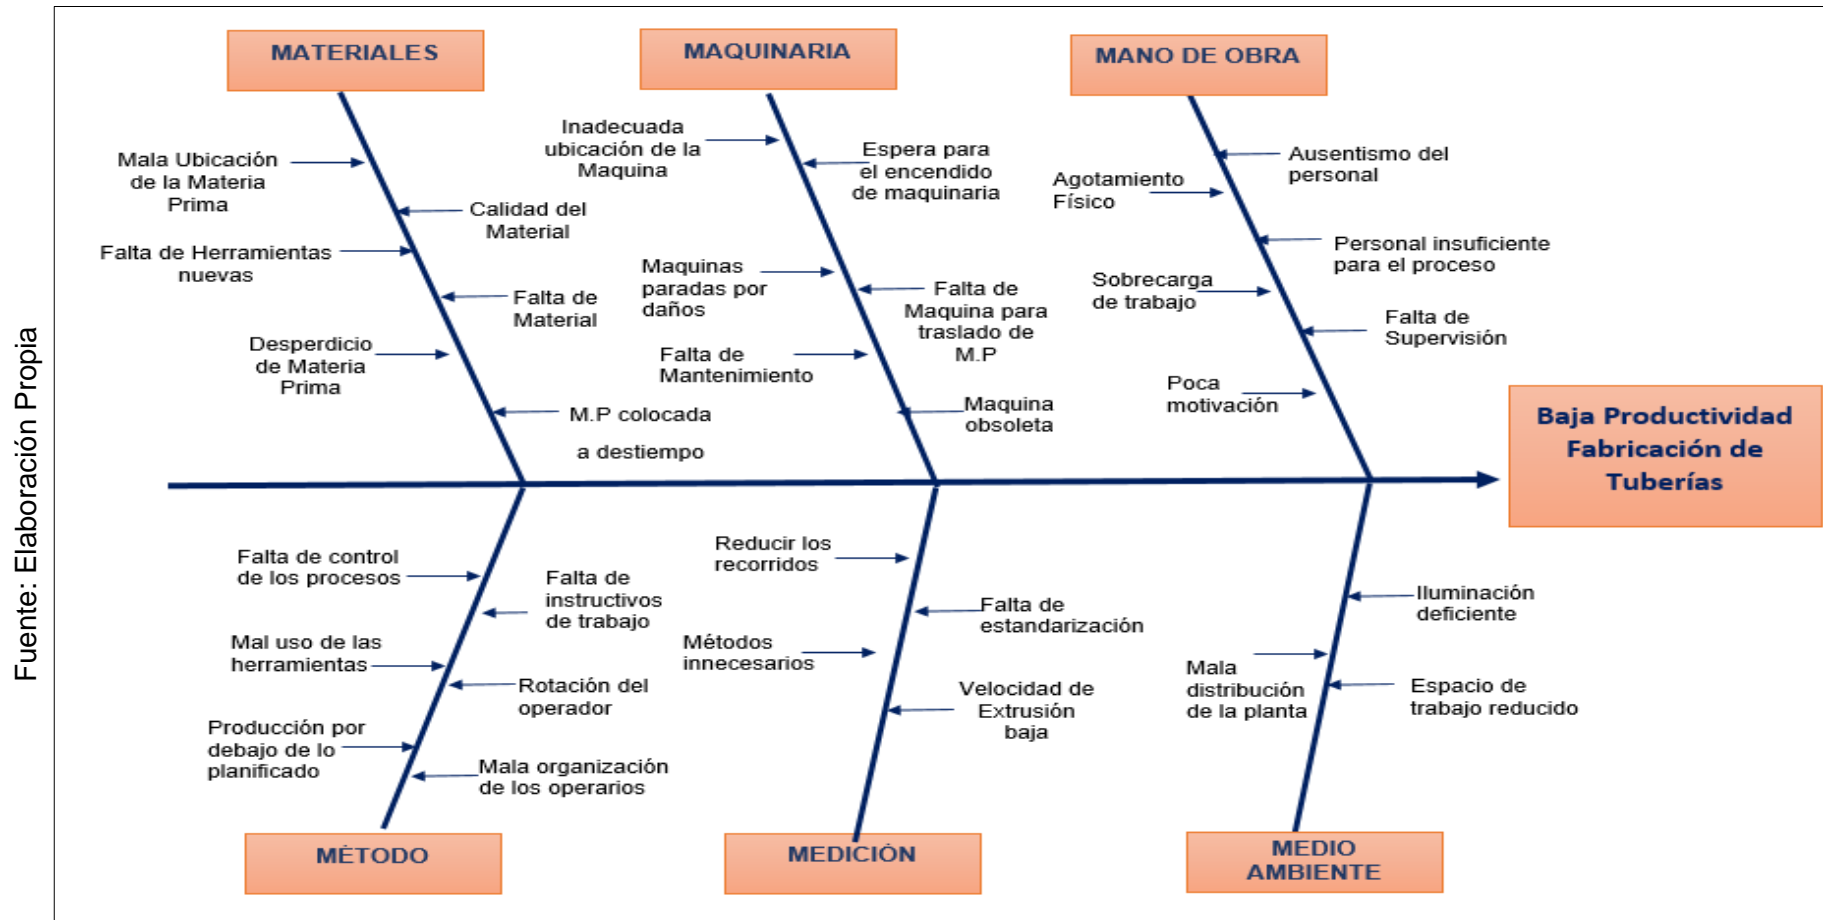 Fuente: Elaboración Propia
MATERIALES
Mala Ubicación
de la Materia
Prima
Calidad del
Material
Falta de Herramientas
nuevas
Falta de
Material
Desperdicio
de Materia
Prima
M.P colocada
a destiempo
MAQUINARIA
Inadecuada
ubicación de la
Maquina
Espera para
el encendido
de maquinaria
Maquinas
paradas por
daños
Falta de
Maquina para
traslado de
M.P
Falta de
Mantenimiento
Maquina
obsoleta
MANO DE OBRA
Ausentismo del
personal
Agotamiento
Físico
Personal insuficiente
para el proceso
Sobrecarga
de trabajo
Falta de
Supervisión
Poca
motivación
Baja Productividad
Fabricación de
Tuberías
Falta de control
de los procesos
Falta de
instructivos
de trabajo
Mal uso de las
herramientas
Rotación del
operador
Producción por
debajo de lo
planificado
Mala organización
de los operarios
MÉTODO
Reducir los
recorridos
Falta de
estandarización
Métodos
innecesarios
Velocidad de
Extrusión
baja
MEDICIÓN
Iluminación
deficiente
Mala
distribución
de la planta
Espacio de
trabajo reducido
MEDIO
AMBIENTE